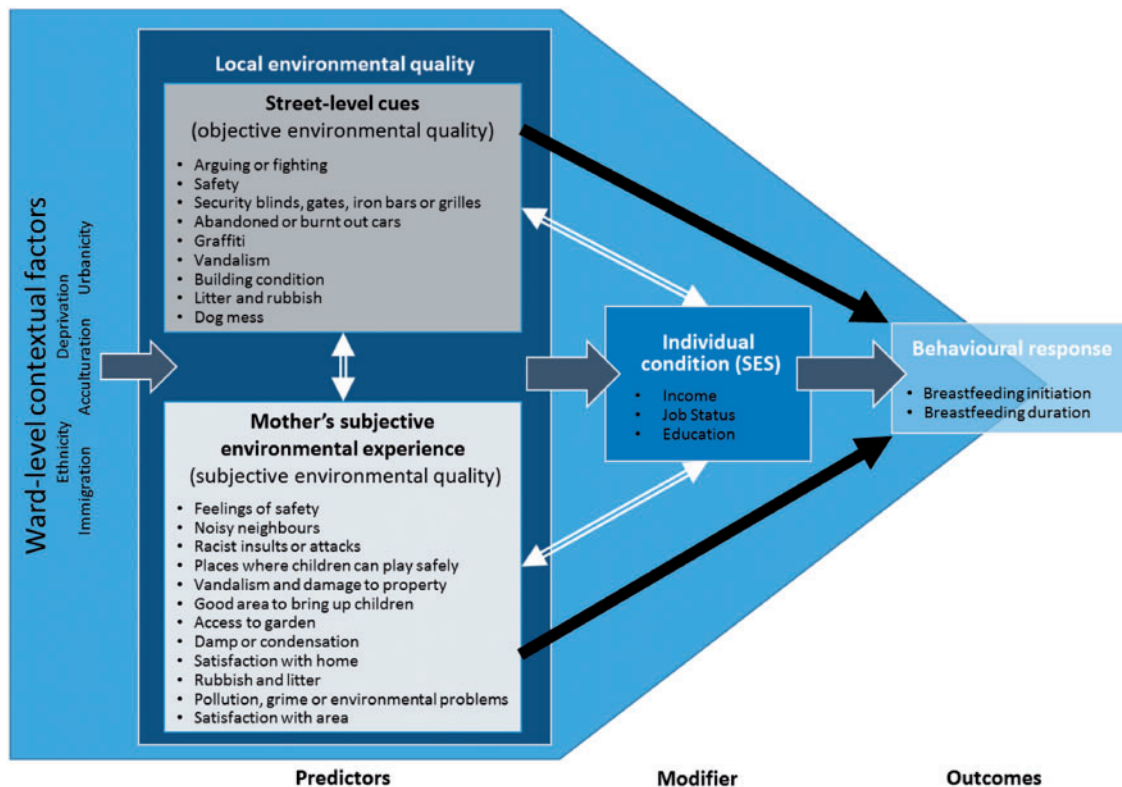 Ward-level contextual factors
Ethnicity Deprivation
Immigration Acculturation Urbanicity
Local environmental quality
Street-level cues
(objective environmental quality)
• Arguing or fighting
• Safety
• Security blinds, gates, iron bars or grilles
• Abandoned or burnt out cars
• Graffiti
• Vandalism
• Building condition
• Litter and rubbish
• Dog mess
Mother's subjective
environmental experience
(subjective environmental quality)
• Feelings of safety
• Noisy neighbours
• Racist insults or attacks
• Places where children can play safely
• Vandalism and damage to property
• Good area to bring up children
• Access to garden
• Damp or condensation
• Satisfaction with home
• Rubbish and litter
• Pollution, grime or environmental problems
• Satisfaction with area
Individual
condition (SES)
• Income
• Job Status
• Education
Behavioural response
• Breastfeeding initiation
• Breastfeeding duration
Predictors
Modifier
Outcomes